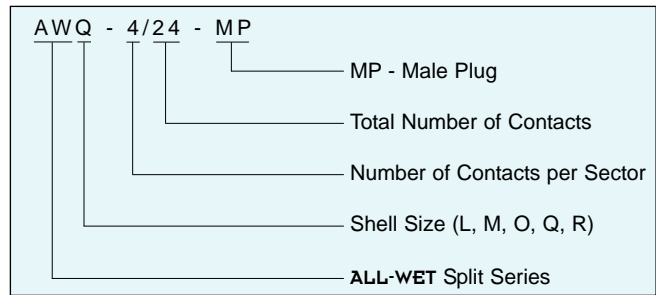 AWQ - 4/24 - MP
MP - Male Plug
Total Number of Contacts
Number of Contacts per Sector
Shell Size (L, M, O, Q, R)
ALL-WET Split Series